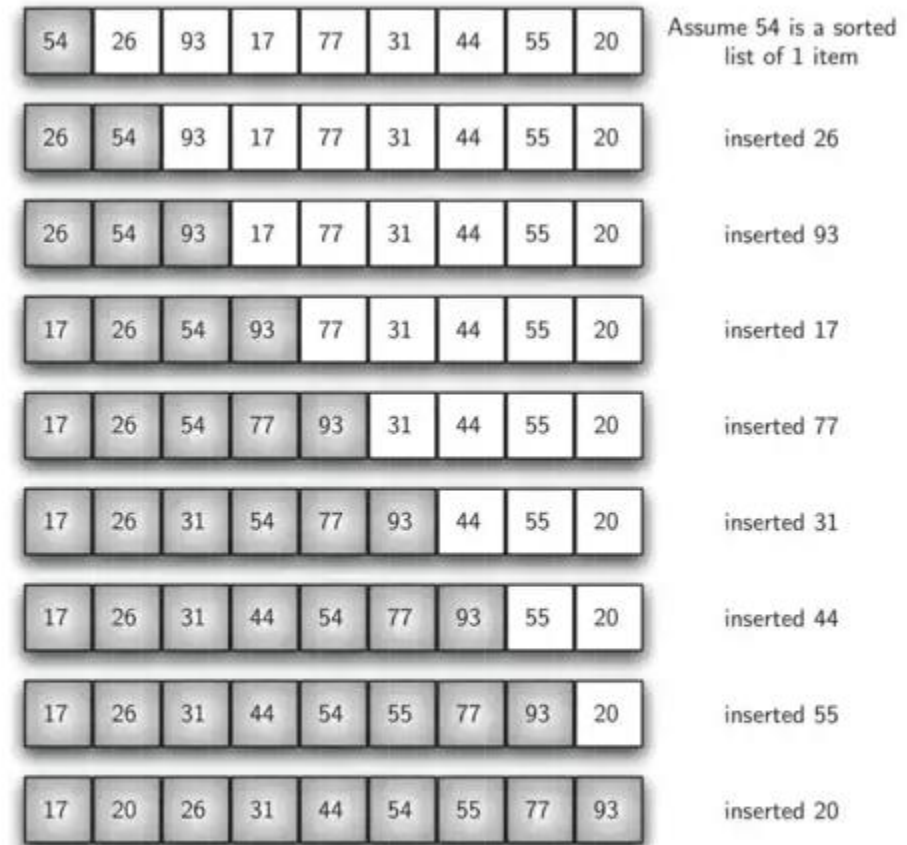 54 26 93 17 77 31 44 55 20 Assume 54 is a sorted
list of 1 item
26 54 93 17 77 31 44 55 20 inserted 26
26 54 93 17 77 31 44 55 20 inserted 93
17 26 54 93 77 31 44 55 20 inserted 17
17 26 54 77 93 31 44 55 20 inserted 77
17 26 31 54 77 93 44 55 20 inserted 31
17 26 31 44 54 77 93 55 20 inserted 44
17 26 31 44 54 55 77 93 20 inserted 55
17 20 26 31 44 54 55 77 93 inserted 20